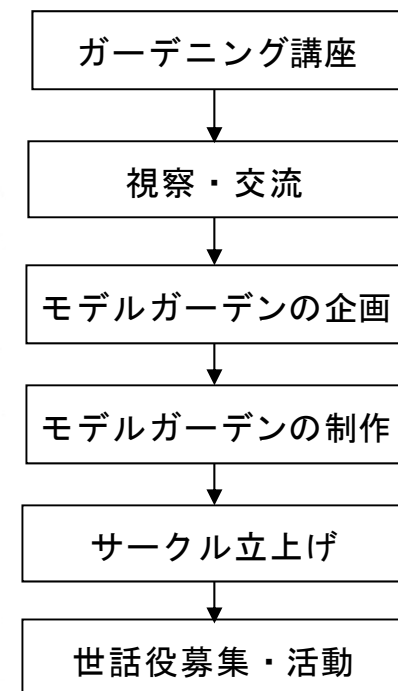 ガーデニング講座
視察・交流
モデルガーデンの企画
モデルガーデンの制作
サークル立上げ
世話役募集・活動